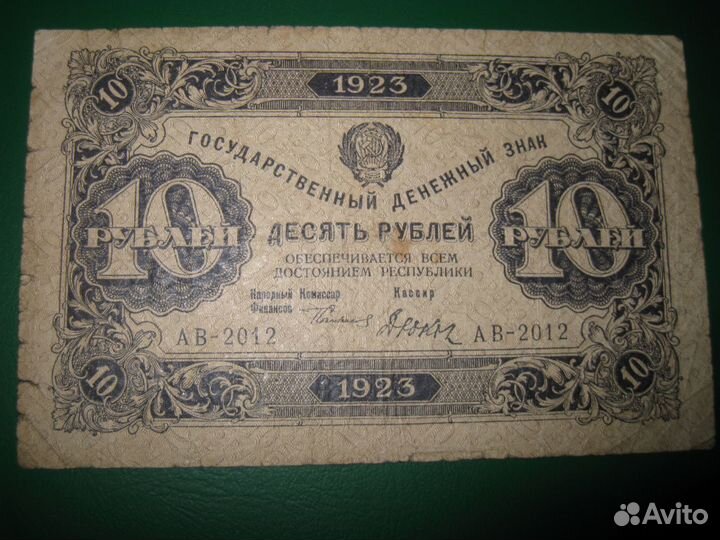 1923
10 10
ГОСУДАРСТВЕННЫЙ ДЕНЕЖНЫЙ ЗНАК
10 РУБЛЕЙ
ДЕСЯТЬ РУБЛЕЙ
10 РУБЛЕЙ
ОБЕСПЕЧИВАЕТСЯ ВСЕМ
ДОСТОЯНИЕМ РЕСПУБЛИКИ
Народный Комиссар Кассир
Финансов
АВ-2012 АВ-2012
10 10
1923
Avito